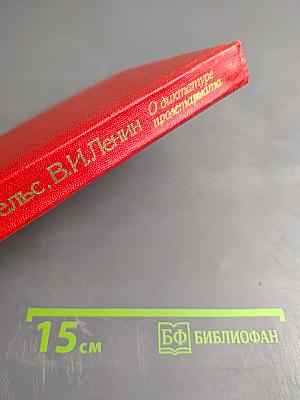 ельс, В.И.Ленин
О диктатуре
пролетариата
15 см
БФ БИБЛИОФАН